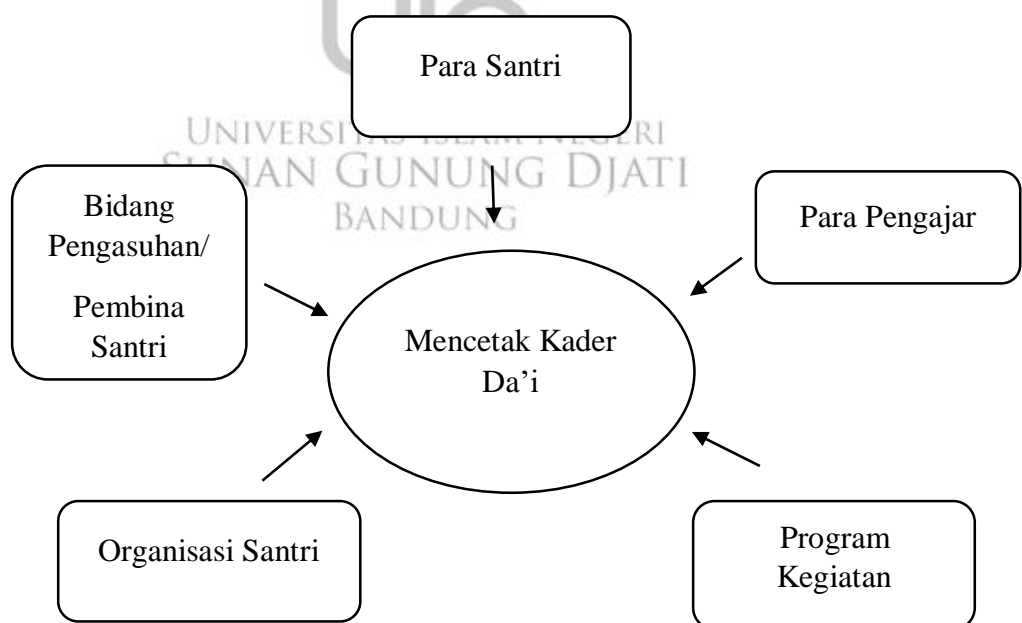 Para Santri
UNIVERSITAS ISLAM NEGERI
SUNAN GUNUNG DJATI
BANDUNG
Bidang
Pengasuhan/
Pembina
Santri
Para Pengajar
Mencetak Kader
Da’i
Organisasi Santri
Program
Kegiatan